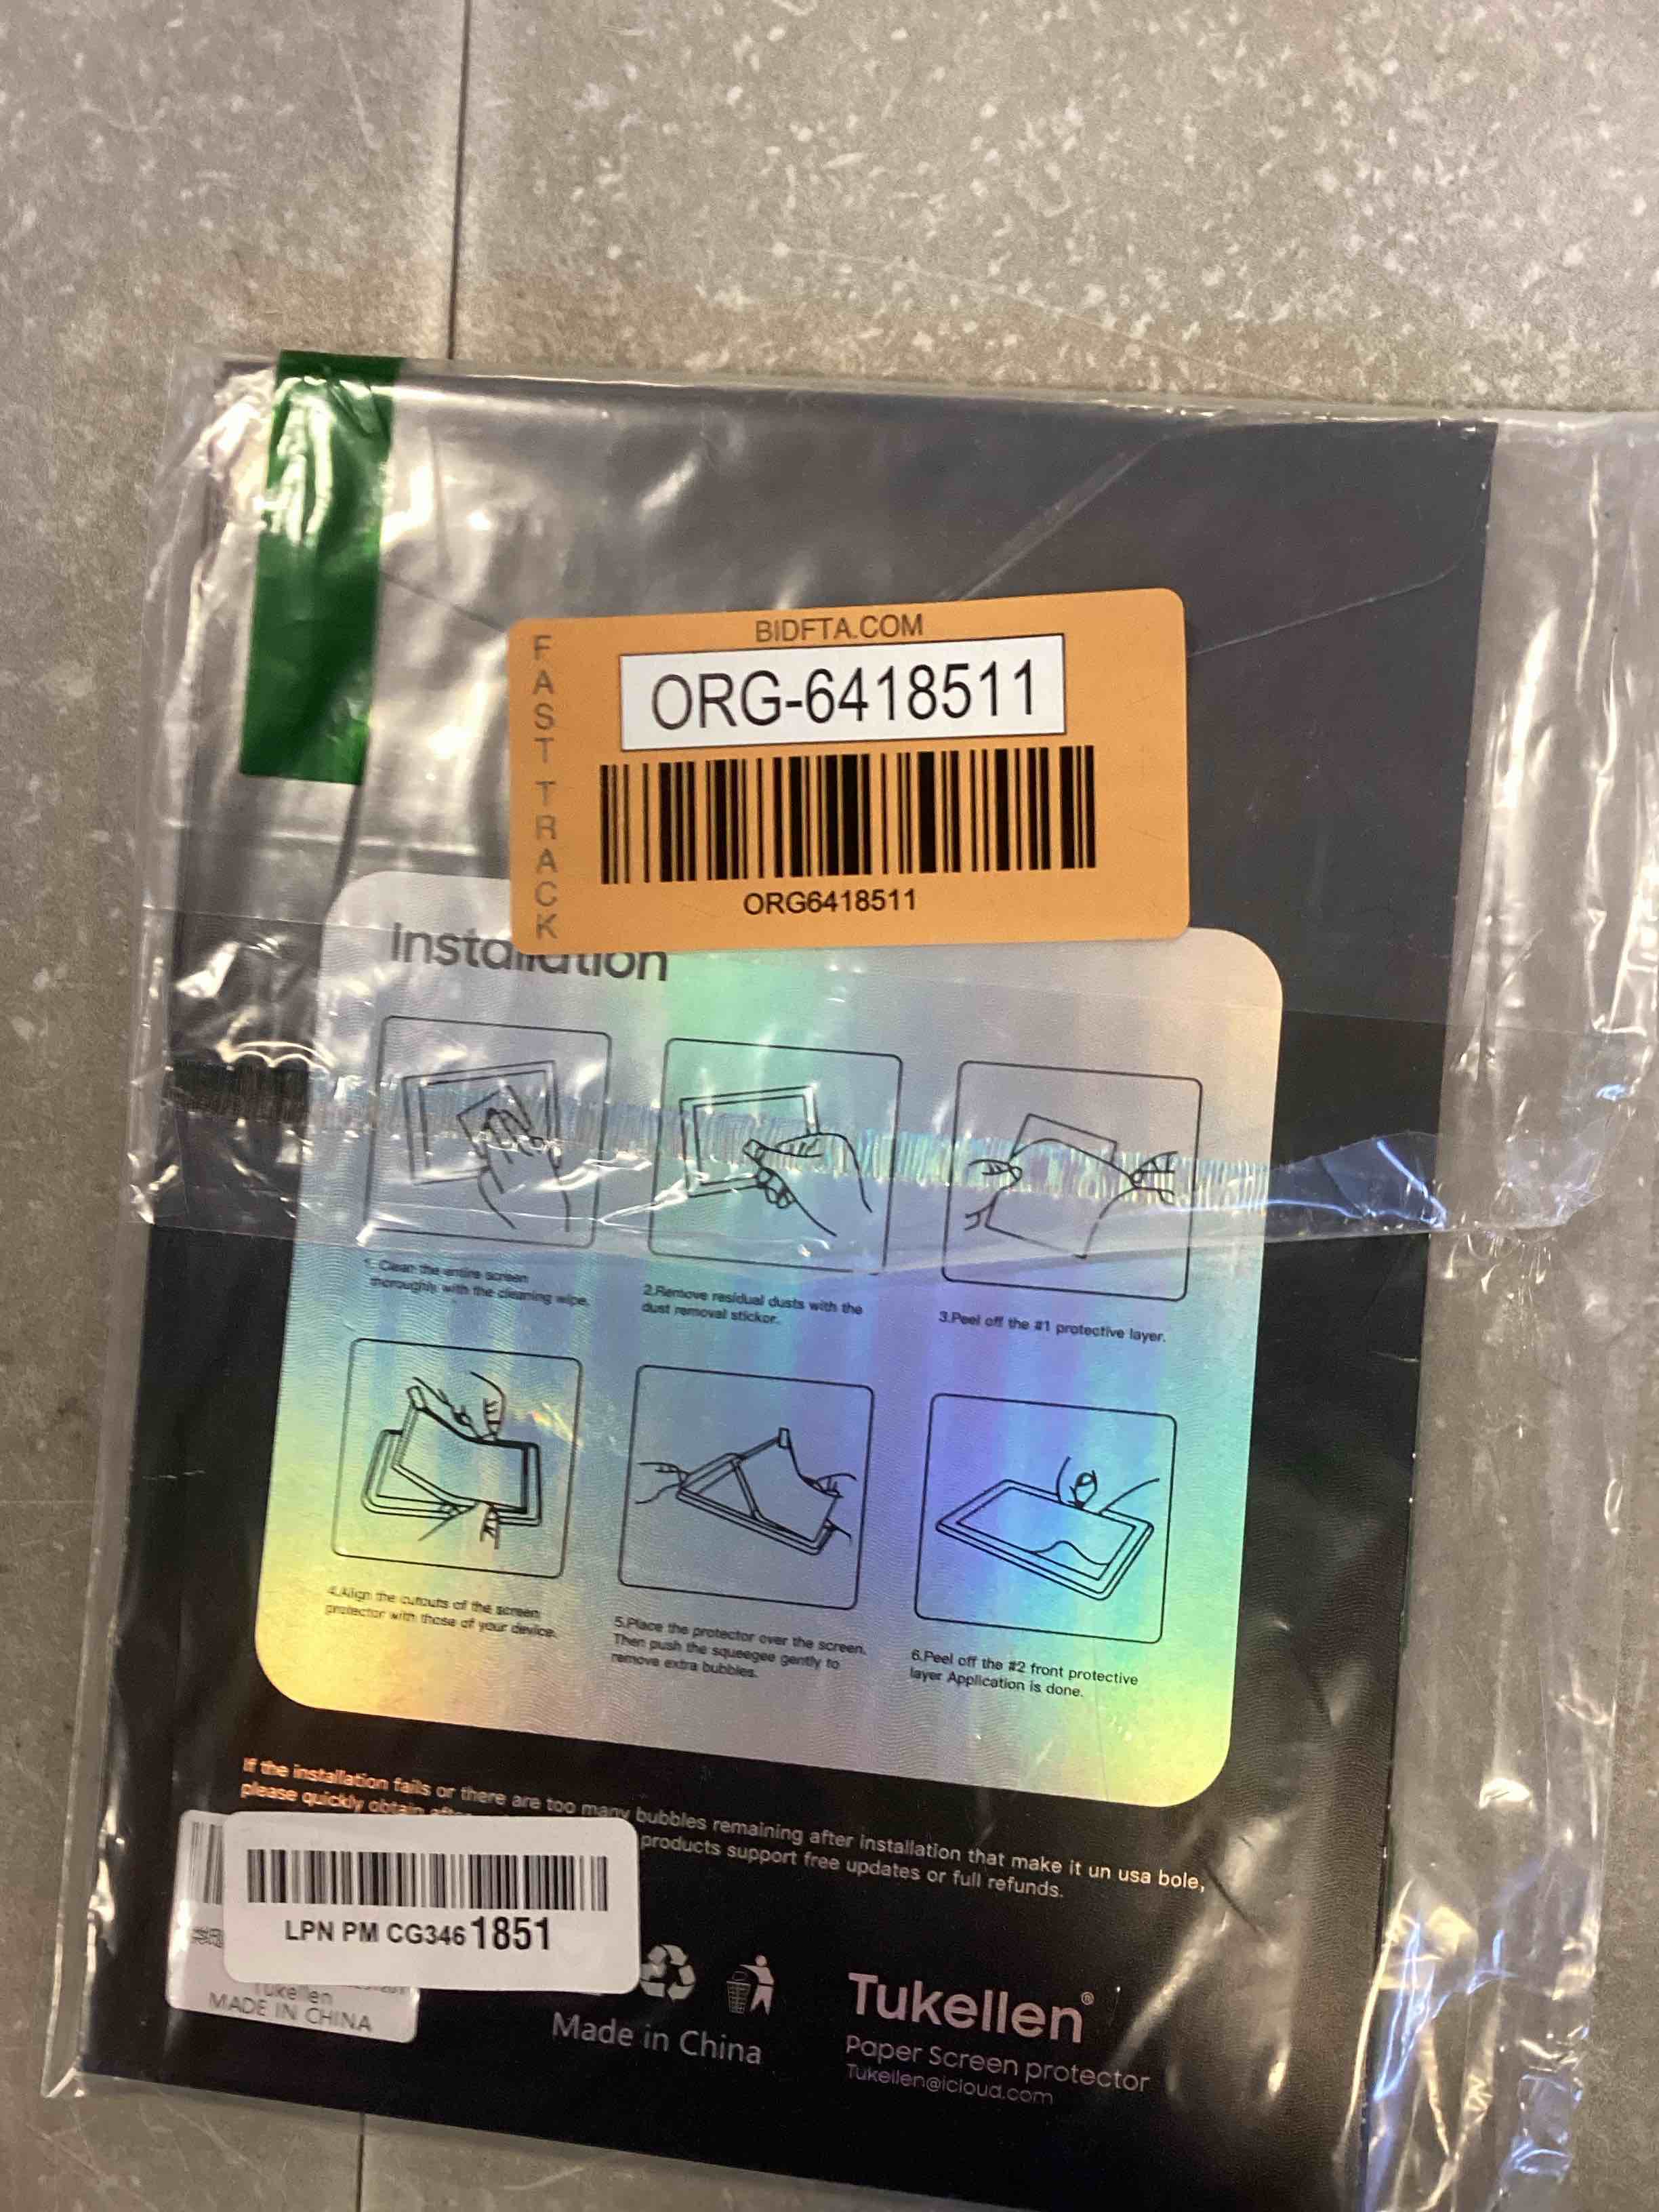 BIDFTA.COM
FAST TRACK
ORG-6418511
ORG6418511
Installation
1. Clean the entire screen
thoroughly with the cleaning wipe.
2.Remove residual dusts with the
dust removal sticker.
3.Peel off the #1 protective layer.
4.Align the cutouts of the screen
protector with those of your device.
5.Place the protector over the screen.
Then push the squeegee gently to
remove extra bubbles.
6.Peel off the #2 front protective
layer Application is done.
If the installation fails or there are too many bubbles remaining after installation that make it un usa bole,
please quickly obtain products support free updates or full refunds.
LPN PM CG346 1851
Tukellen
MADE IN CHINA
Made in China
Tukellen®
Paper Screen protector
Tukellen@icloud.com